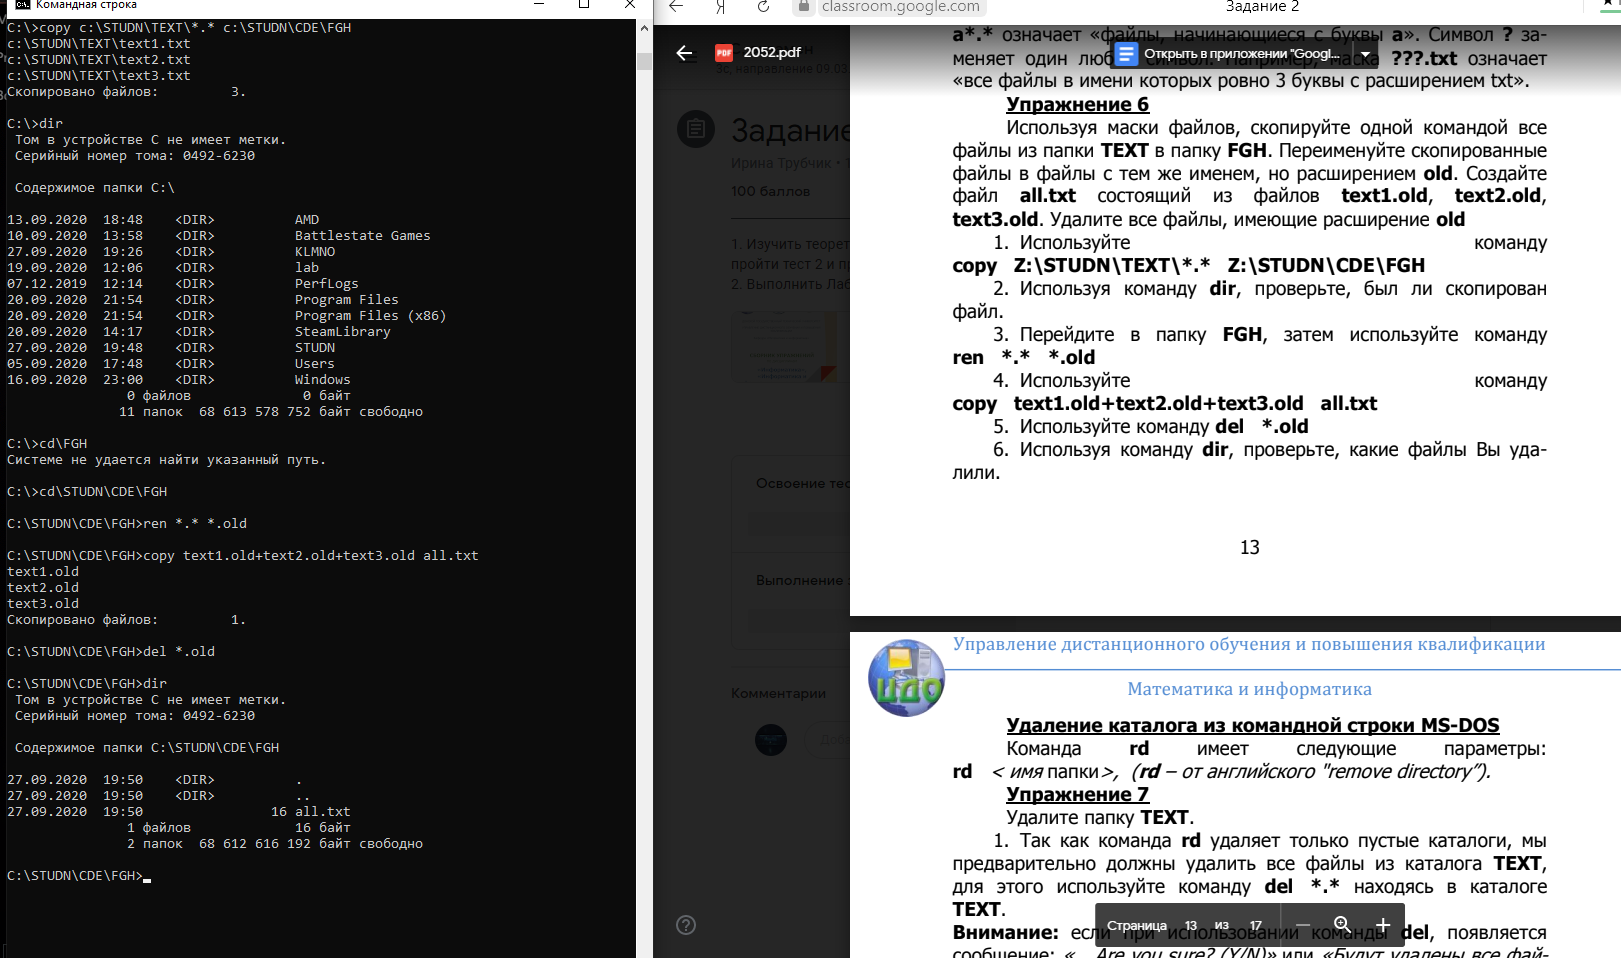 Командная строка
C:\>copy c:\STUDN\TEXT\*.* c:\STUDN\CDE\FGH
c:\STUDN\TEXT\text1.txt
c:\STUDN\TEXT\text2.txt
c:\STUDN\TEXT\text3.txt
Скопировано файлов:         3.
C:\>dir
Том в устройстве C не имеет метки.
Серийный номер тома: 0492-6230
Содержимое папки C:\
13.09.2020  18:48    <DIR>          AMD
10.09.2020  13:58    <DIR>          Battlestate Games
27.09.2020  19:26    <DIR>          KLMNO
19.09.2020  12:06    <DIR>          lab
07.12.2019  12:14    <DIR>          PerfLogs
20.09.2020  21:54    <DIR>          Program Files
20.09.2020  21:54    <DIR>          Program Files (x86)
20.09.2020  14:17    <DIR>          SteamLibrary
27.09.2020  19:48    <DIR>          STUDN
05.09.2020  17:48    <DIR>          Users
16.09.2020  23:00    <DIR>          Windows
0 файлов              0 байт
11 папок  68 613 578 752 байт свободно
C:\>cd\FGH
Системе не удается найти указанный путь.
C:\>cd\STUDN\CDE\FGH
C:\STUDN\CDE\FGH>ren *.* *.old
C:\STUDN\CDE\FGH>copy text1.old+text2.old+text3.old all.txt
text1.old
text2.old
text3.old
Скопировано файлов:         1.
C:\STUDN\CDE\FGH>del *.old
C:\STUDN\CDE\FGH>dir
Том в устройстве C не имеет метки.
Серийный номер тома: 0492-6230
Содержимое папки C:\STUDN\CDE\FGH
27.09.2020  19:50    <DIR>          .
27.09.2020  19:50    <DIR>          ..
27.09.2020  19:50                16 all.txt
1 файлов             16 байт
2 папок  68 612 616 192 байт свободно
C:\STUDN\CDE\FGH>
classroom.google.com
Задание 2
2052.pdf
Открыть в приложении "Googl...
3с, направление 09.03.
Задание
Ирина Трубчик •
100 баллов
1. Изучить теорет
пройти тест 2 и п
2. Выполнить Лаб
Освоение тео
Выполнение
Комментарии
a*.* означает «файлы, начинающиеся с буквы a». Символ ? за-
меняет один люб символ. Например, маска ???.txt означает
«все файлы в имени которых ровно 3 буквы с расширением txt».
Упражнение 6
Используя маски файлов, скопируйте одной командой все
файлы из папки TEXT в папку FGH. Переименуйте скопированные
файлы в файлы с тем же именем, но расширением old. Создайте
файл all.txt состоящий из файлов text1.old, text2.old,
text3.old. Удалите все файлы, имеющие расширение old
1. Используйте команду
copy Z:\STUDN\TEXT\*.* Z:\STUDN\CDE\FGH
2. Используя команду dir, проверьте, был ли скопирован
файл.
3. Перейдите в папку FGH, затем используйте команду
ren *.* *.old
4. Используйте команду
copy text1.old+text2.old+text3.old all.txt
5. Используйте команду del *.old
6. Используя команду dir, проверьте, какие файлы Вы уда-
лили.
13
ЦДО
Управление дистанционного обучения и повышения квалификации
Математика и информатика
Удаление каталога из командной строки MS-DOS
Команда rd имеет следующие параметры:
rd < имя папки>, (rd – от английского "remove directory").
Упражнение 7
Удалите папку TEXT.
1. Так как команда rd удаляет только пустые каталоги, мы
предварительно должны удалить все файлы из каталога TEXT,
для этого используйте команду del *.* находясь в каталоге
TEXT.
Страница 13 из 17
Внимание: если при использовании команды del, появляется
сообщение: «... Are you sure? (Y/N)» или «Будут удалены все фай-